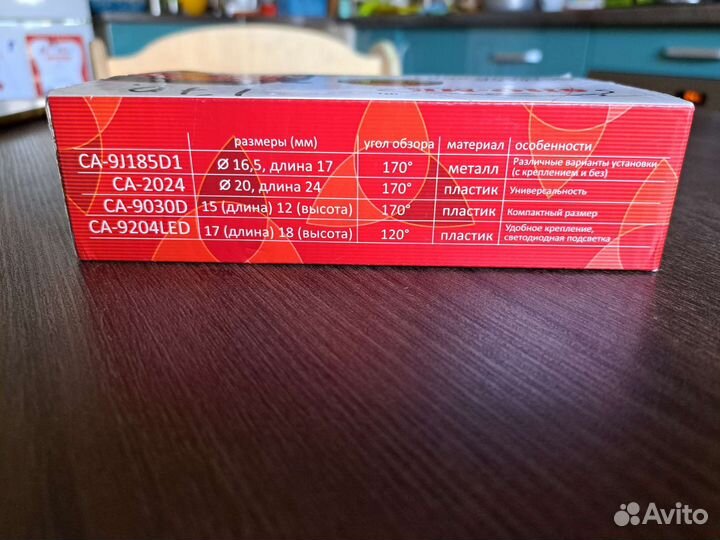 размеры (мм) угол обзора материал особенности
CA-9J185D1 Ø 16,5, длина 17 170° металл Различные варианты установки
(с креплением и без)
CA-2024 Ø 20, длина 24 170° пластик Универсальность
CA-9030D 15 (длина) 12 (высота) 170° пластик Компактный размер
CA-9204LED 17 (длина) 18 (высота) 120° пластик Удобное крепление,
светодиодная подсветка
Avito